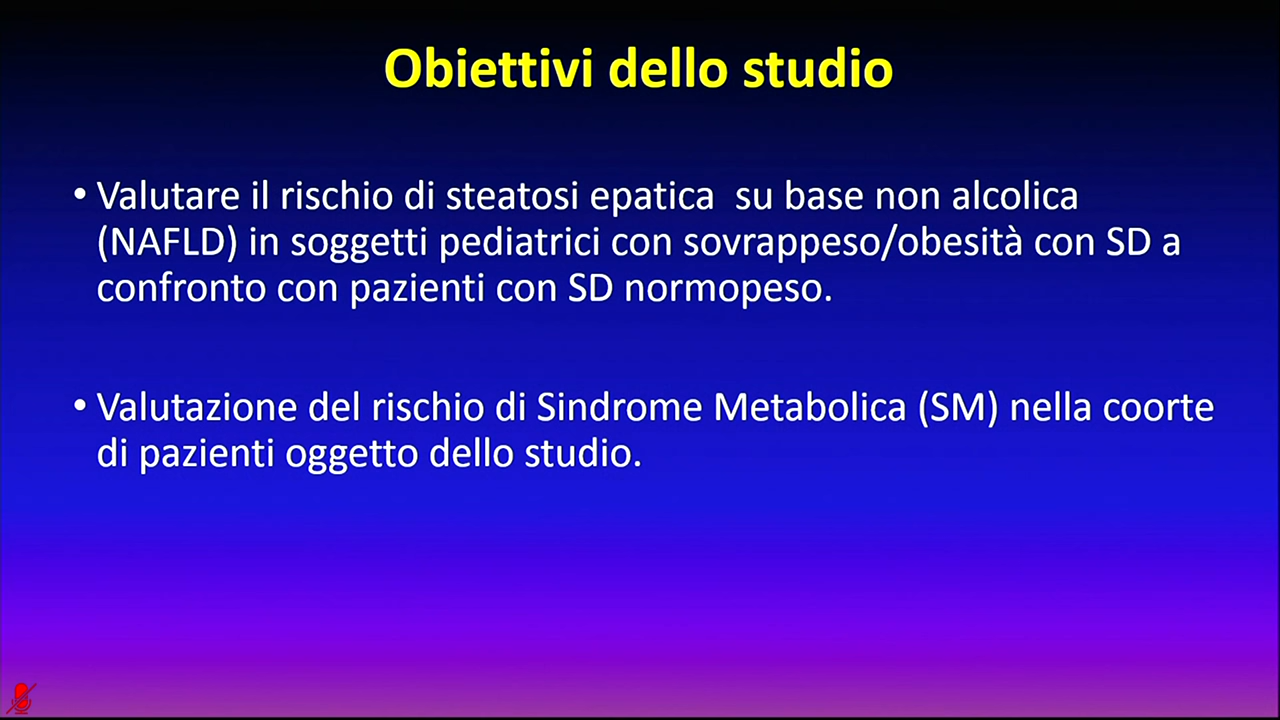 Obiettivi dello studio
• Valutare il rischio di steatosi epatica  su base non alcolica
(NAFLD) in soggetti pediatrici con sovrappeso/obesità con SD a
confronto con pazienti con SD normopeso.
• Valutazione del rischio di Sindrome Metabolica (SM) nella coorte
di pazienti oggetto dello studio.